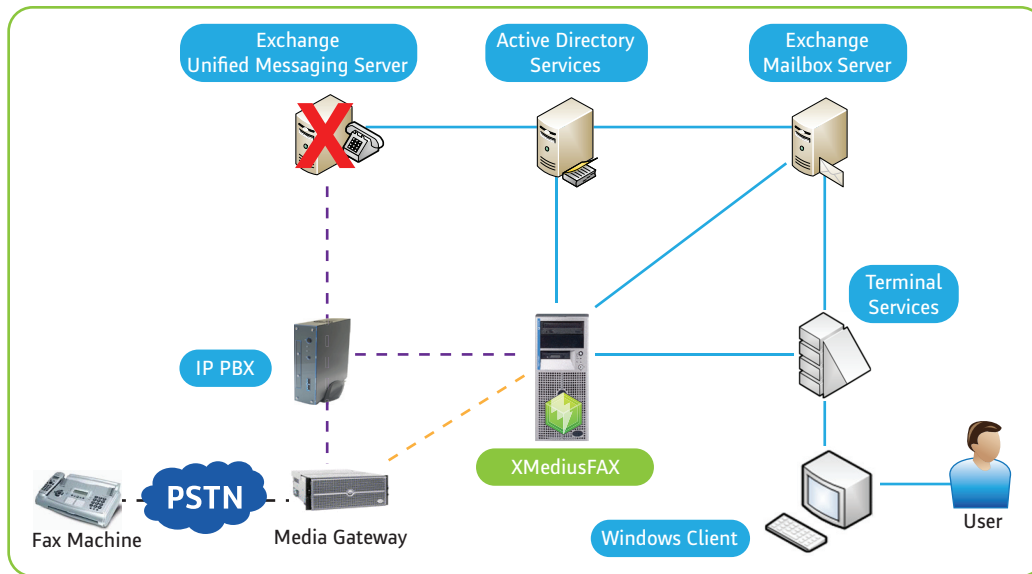 Exchange
Unified Messaging Server
Active Directory
Services
Exchange
Mailbox Server
X
Terminal
Services
IP PBX
XMediusFAX
PSTN
Fax Machine
Media Gateway
Windows Client
User